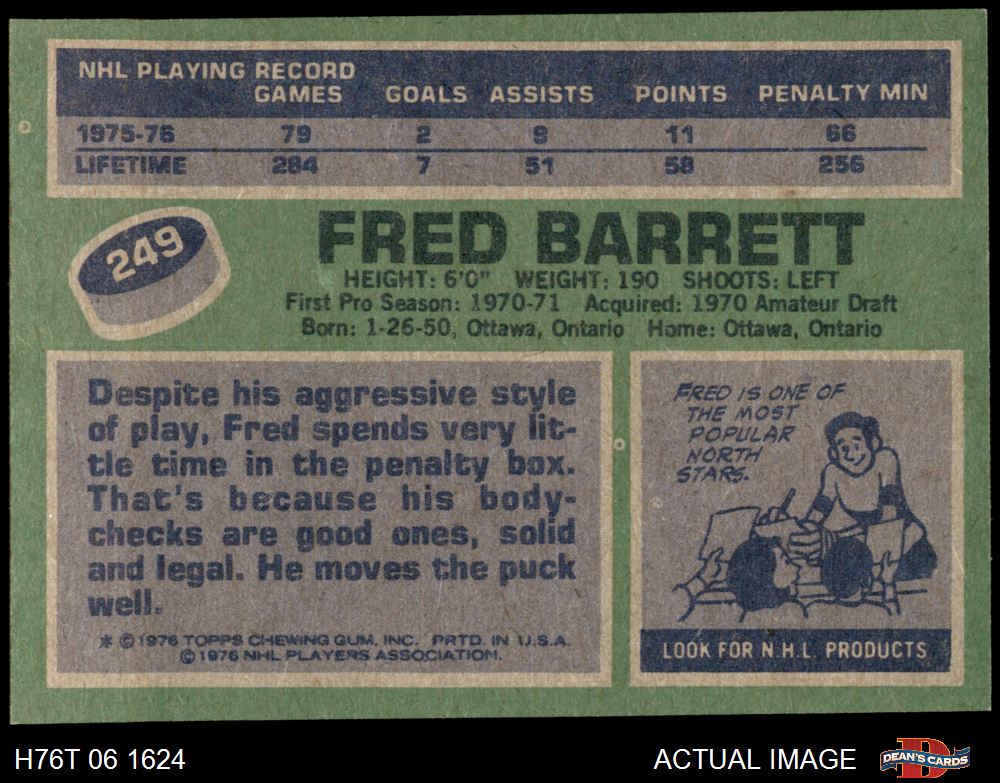 NHL PLAYING RECORD
GAMES GOALS ASSISTS POINTS PENALTY MIN
1975-76 79 2 9 11 66
LIFETIME 284 7 51 58 256
249
FRED BARRETT
HEIGHT: 6'0" WEIGHT: 190 SHOOTS: LEFT
First Pro Season: 1970-71 Acquired: 1970 Amateur Draft
Born: 1-26-50, Ottawa, Ontario Home: Ottawa, Ontario
Despite his aggressive style
of play, Fred spends very lit-
tle time in the penalty box.
That's because his body-
checks are good ones, solid
and legal. He moves the puck
well.
* ©1976 TOPPS CHEWING GUM, INC. PRTD. IN U.S.A.
©1976 NHL PLAYERS ASSOCIATION.
FRED IS ONE OF
THE MOST
POPULAR
NORTH
STARS.
LOOK FOR N.H.L. PRODUCTS
H76T 06 1624 ACTUAL IMAGE DEAN'S CARDS